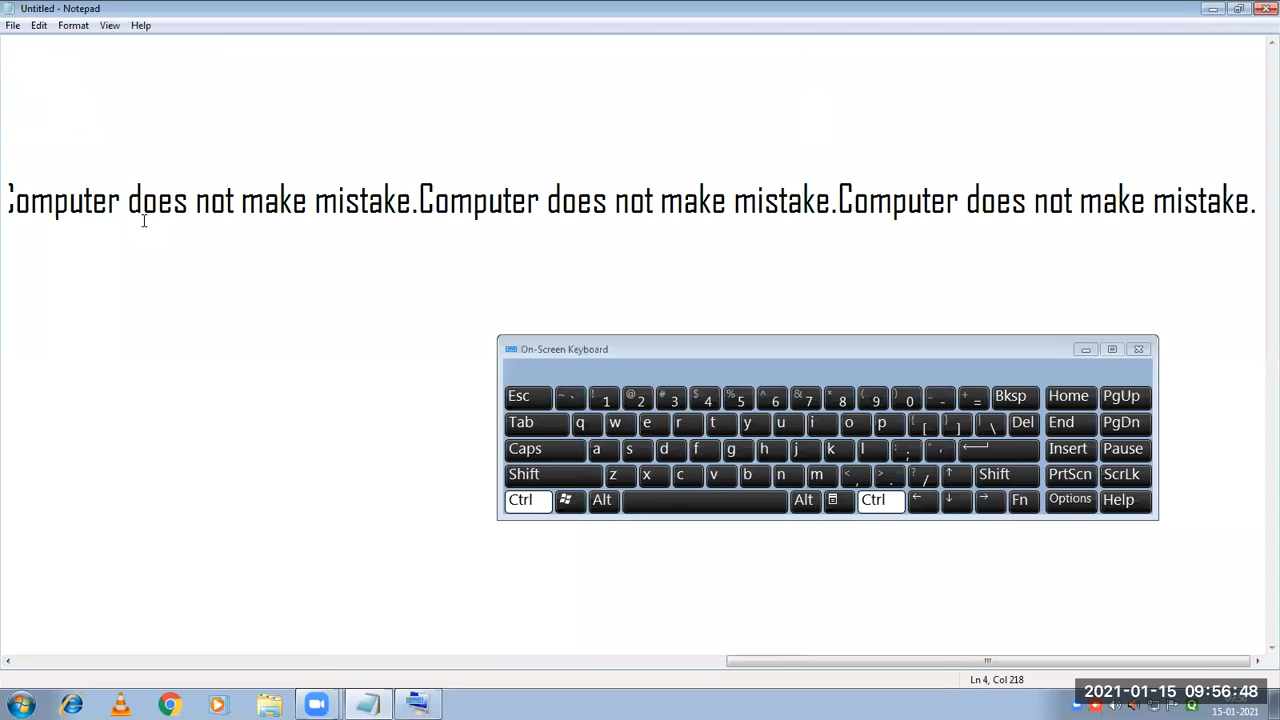 Untitled - Notepad
File Edit Format View Help
Computer does not make mistake.Computer does not make mistake.Computer does not make mistake.
On-Screen Keyboard
Esc ~ ` ! 1 @ 2 # 3 $ 4 % 5 ^ 6 & 7 * 8 ( 9 ) 0 _ - + = Bksp Home PgUp
Tab q w e r t y u i o p { [ } ] | \ Del End PgDn
Caps a s d f g h j k l : ; " ' Insert Pause
Shift z x c v b n m < , > . ? / Shift PrtScn ScrLk
Ctrl Alt Alt Ctrl Fn Options Help
Ln 4, Col 218
2021-01-15 09:56:48
15-01-2021